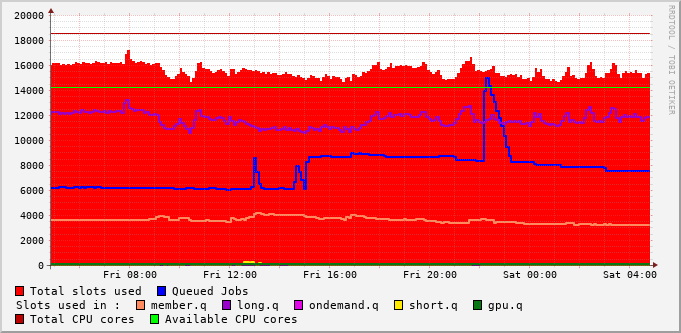 20000
18000
16000
14000
12000
10000
8000
6000
4000
2000
0
Fri 08:00 Fri 12:00 Fri 16:00 Fri 20:00 Sat 00:00 Sat 04:00
RRDTOOL / TOBI OETIKER
Total slots used Queued Jobs
Slots used in : member.q long.q ondemand.q short.q gpu.q
Total CPU cores Available CPU cores